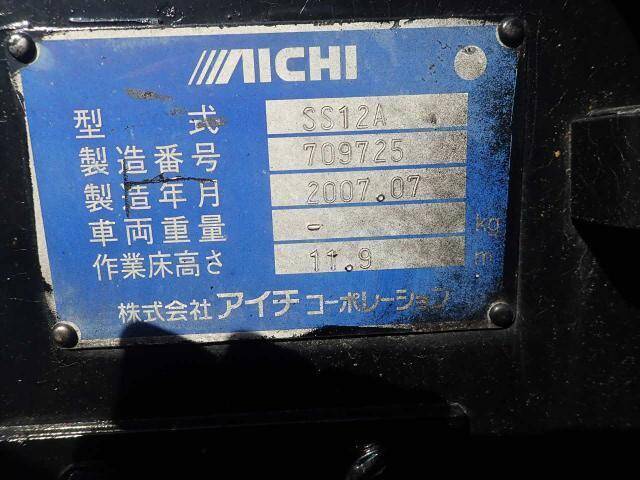 AICHI
型式 SS12A
製造番号 709725
製造年月 2007.07
車両重量 - kg
作業床高さ 11.9 m
株式会社アイチコーポレーション